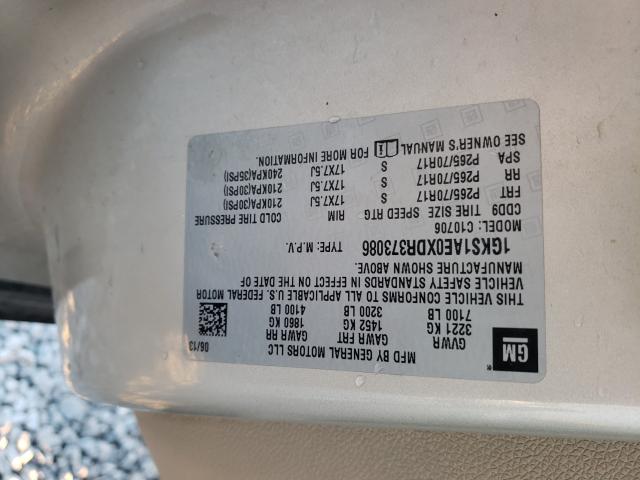 GM
MFD BY GENERAL MOTORS LLC
06/13
GVWR GAWR FRT GAWR RR
3221 KG 1452 KG 1860 KG
7100 LB 3200 LB 4100 LB
THIS VEHICLE CONFORMS TO ALL APPLICABLE U.S. FEDERAL MOTOR
VEHICLE SAFETY STANDARDS IN EFFECT ON THE DATE OF
MANUFACTURE SHOWN ABOVE.
1GKS1AE0XDR373086 TYPE: M.P.V.
MODEL: C10706
CD09 TIRE SIZE SPEED RTG RIM COLD TIRE PRESSURE
FRT P265/70R17 S 17X7.5J 210KPA(30PSI)
RR P265/70R17 S 17X7.5J 210KPA(30PSI)
SPA P265/70R17 S 17X7.5J 240KPA(35PSI)
SEE OWNER'S MANUAL FOR MORE INFORMATION.